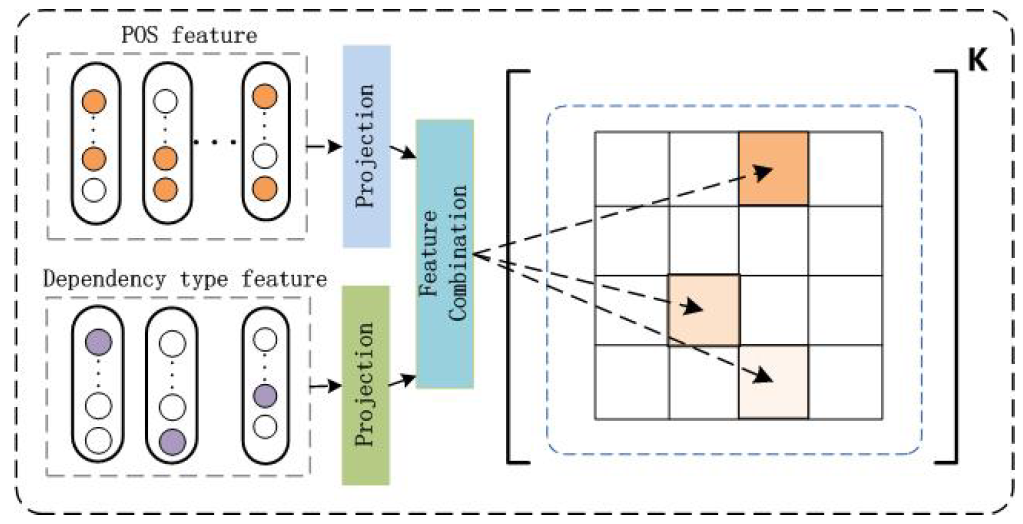 POS feature
K
Projection
Feature
Combination
Dependency type feature
Projection